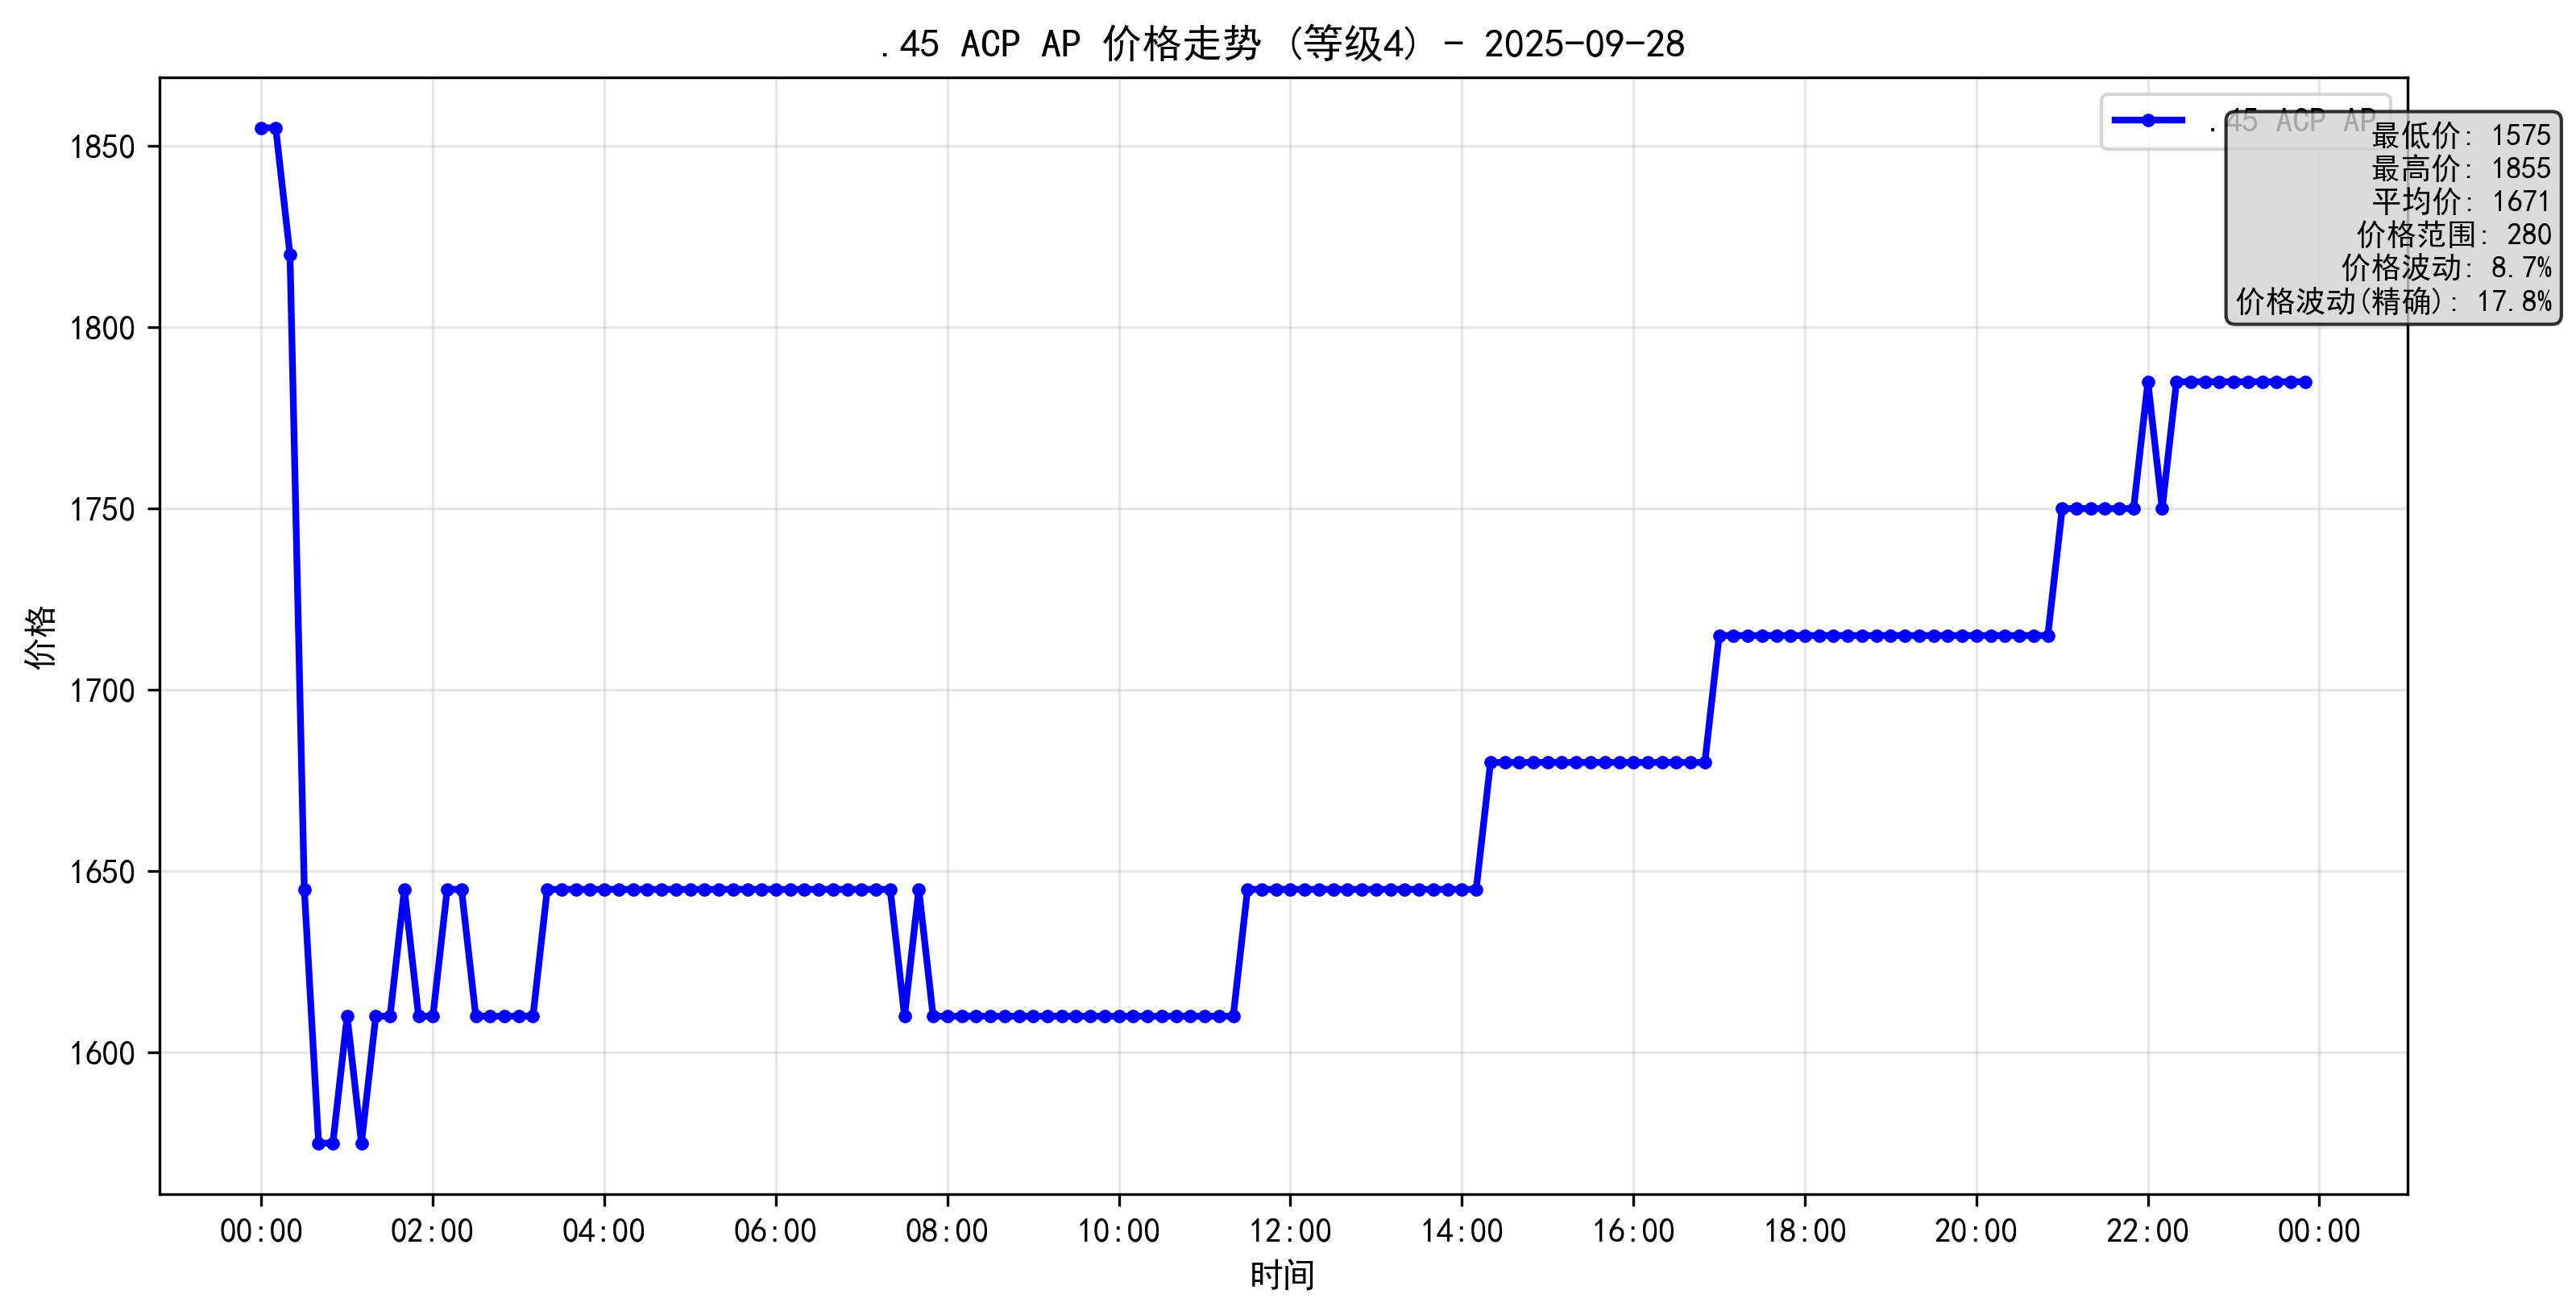 .45 ACP AP 价格走势 (等级4) - 2025-09-28
.45 ACP AP
最低价: 1575
最高价: 1855
平均价: 1671
价格范围: 280
价格波动: 8.7%
价格波动(精确): 17.8%
1850
1800
1750
1700
1650
1600
价格
00:00 02:00 04:00 06:00 08:00 10:00 12:00 14:00 16:00 18:00 20:00 22:00 00:00
时间